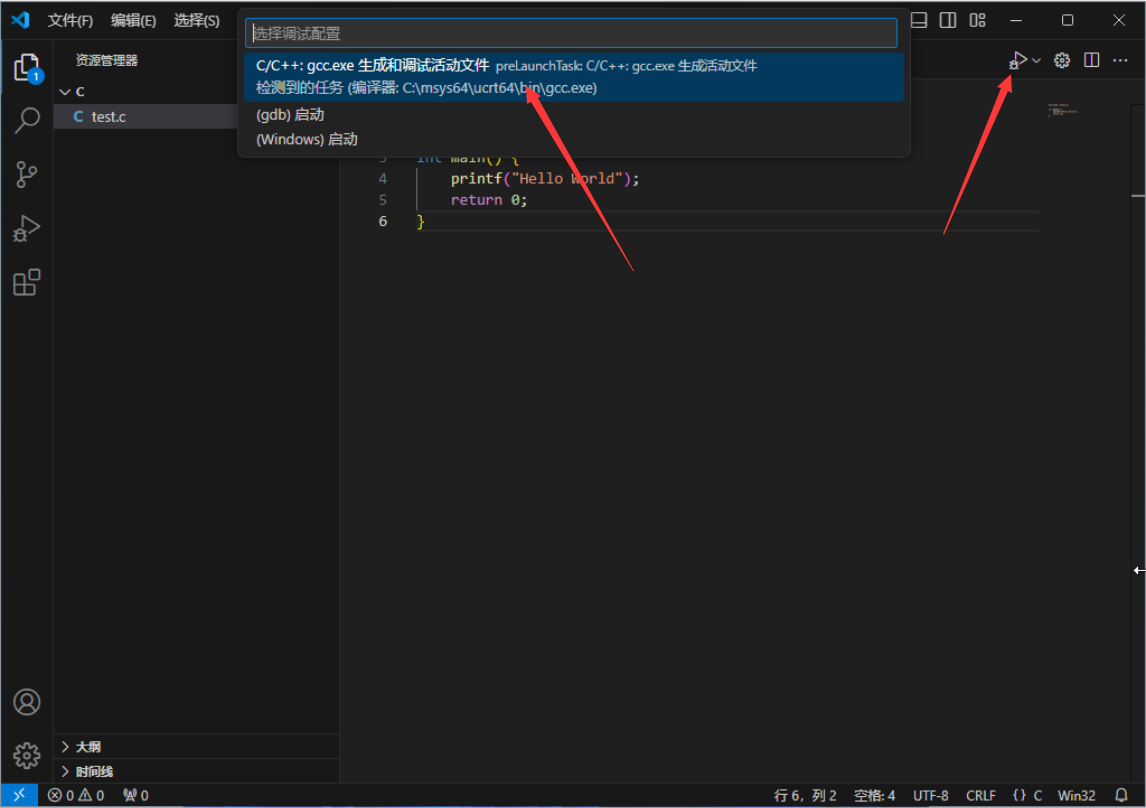 文件(F) 编辑(E) 选择(S)
选择调试配置
C/C++: gcc.exe 生成和调试活动文件 preLaunchTask: C/C++: gcc.exe 生成活动文件
检测到的任务 (编译器: C:\msys64\ucrt64\bin\gcc.exe)
(gdb) 启动
(Windows) 启动
1
资源管理器
C
C test.c
3 int main() {
4 printf("Hello World");
5 return 0;
6 }
大纲
时间线
0 0 0
行 6，列 2 空格: 4 UTF-8 CRLF {} C Win32